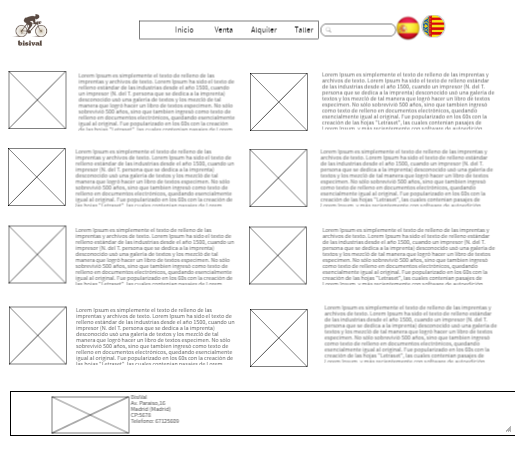 bisival
Inicio Venta Alquiler Taller
Lorem Ipsum es simplemente el texto de relleno de las
imprentas y archivos de texto. Lorem Ipsum ha sido el texto de
relleno estándar de las industrias desde el año 1500, cuando un
impresor (N. del T. persona que se dedica a la imprenta)
desconocido usó una galería de textos y los mezcló de tal
manera que logró hacer un libro de textos especimen. No sólo
sobrevivió 500 años, sino que tambien ingresó como texto de
relleno en documentos electrónicos, quedando esencialmente
igual al original. Fue popularizado en los 60s con la creación
de las hojas "Letraset", las cuales contenian pasajes de Lorem
Lorem Ipsum es simplemente el texto de relleno de las imprentas y
archivos de texto. Lorem Ipsum ha sido el texto de relleno estándar
de las industrias desde el año 1500, cuando un impresor (N. del T.
persona que se dedica a la imprenta) desconocido usó una galería de
textos y los mezcló de tal manera que logró hacer un libro de textos
especimen. No sólo sobrevivió 500 años, sino que tambien ingresó
como texto de relleno en documentos electrónicos, quedando
esencialmente igual al original. Fue popularizado en los 60s con la
creación de las hojas "Letraset", las cuales contenian pasajes de
Lorem Ipsum, y más recientemente con software de autoedición
Lorem Ipsum es simplemente el texto de relleno de las
imprentas y archivos de texto. Lorem Ipsum ha sido el texto de
relleno estándar de las industrias desde el año 1500, cuando un
impresor (N. del T. persona que se dedica a la imprenta)
desconocido usó una galería de textos y los mezcló de tal
manera que logró hacer un libro de textos especimen. No sólo
sobrevivió 500 años, sino que tambien ingresó como texto de
relleno en documentos electrónicos, quedando esencialmente
igual al original. Fue popularizado en los 60s con la creación
Lorem Ipsum es simplemente el texto de relleno de las imprentas y
archivos de texto. Lorem Ipsum ha sido el texto de relleno estándar
de las industrias desde el año 1500, cuando un impresor (N. del T.
persona que se dedica a la imprenta) desconocido usó una galería de
textos y los mezcló de tal manera que logró hacer un libro de textos
especimen. No sólo sobrevivió 500 años, sino que tambien ingresó
como texto de relleno en documentos electrónicos, quedando
esencialmente igual al original. Fue popularizado en los 60s con la
creación de las hojas "Letraset", las cuales contenian pasajes de
Lorem Ipsum es simplemente el texto de relleno de las
imprentas y archivos de texto. Lorem Ipsum ha sido el texto de
relleno estándar de las industrias desde el año 1500, cuando un
impresor (N. del T. persona que se dedica a la imprenta)
desconocido usó una galería de textos y los mezcló de tal
manera que logró hacer un libro de textos especimen. No sólo
sobrevivió 500 años, sino que tambien ingresó como texto de
relleno en documentos electrónicos, quedando esencialmente
igual al original. Fue popularizado en los 60s con la creación
de las hojas "Letraset", las cuales contenian pasajes de
Lorem Ipsum es simplemente el texto de relleno de las imprentas y
archivos de texto. Lorem Ipsum ha sido el texto de relleno estándar
de las industrias desde el año 1500, cuando un impresor (N. del T.
persona que se dedica a la imprenta) desconocido usó una galería de
textos y los mezcló de tal manera que logró hacer un libro de textos
especimen. No sólo sobrevivió 500 años, sino que tambien ingresó
como texto de relleno en documentos electrónicos, quedando
esencialmente igual al original. Fue popularizado en los 60s con la
creación de las hojas "Letraset", las cuales contenian pasajes de
Lorem Ipsum es simplemente el texto de relleno de las
imprentas y archivos de texto. Lorem Ipsum ha sido el texto de
relleno estándar de las industrias desde el año 1500, cuando un
impresor (N. del T. persona que se dedica a la imprenta)
desconocido usó una galería de textos y los mezcló de tal
manera que logró hacer un libro de textos especimen. No sólo
sobrevivió 500 años, sino que tambien ingresó como texto de
relleno en documentos electrónicos, quedando esencialmente
igual al original. Fue popularizado en los 60s con la creación
de las hojas "Letraset", las cuales contenian pasajes de
Lorem Ipsum es simplemente el texto de relleno de las imprentas y
archivos de texto. Lorem Ipsum ha sido el texto de relleno estándar
de las industrias desde el año 1500, cuando un impresor (N. del T.
persona que se dedica a la imprenta) desconocido usó una galería de
textos y los mezcló de tal manera que logró hacer un libro de textos
especimen. No sólo sobrevivió 500 años, sino que tambien ingresó
como texto de relleno en documentos electrónicos, quedando
esencialmente igual al original. Fue popularizado en los 60s con la
creación de las hojas "Letraset", las cuales contenian pasajes de
Bisival
Av. Paraiso,16
Madrid (Madrid)
CP:5678
Telefono: 67125809